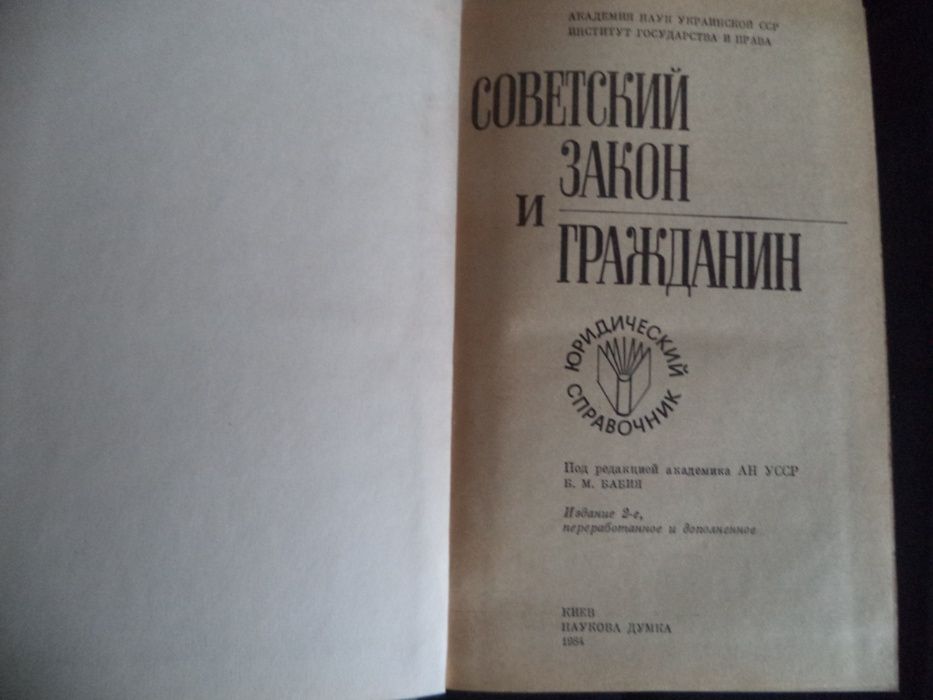 АКАДЕМИЯ НАУК УКРАИНСКОЙ ССР
ИНСТИТУТ ГОСУДАРСТВА И ПРАВА
СОВЕТСКИЙ
ЗАКОН
И
ГРАЖДАНИН
ЮРИДИЧЕСКИЙ
СПРАВОЧНИК
Под редакцией академика АН УССР
Б. М. БАБИЯ
Издание 2-е,
переработанное и дополненное
КИЕВ
НАУКОВА ДУМКА
1984